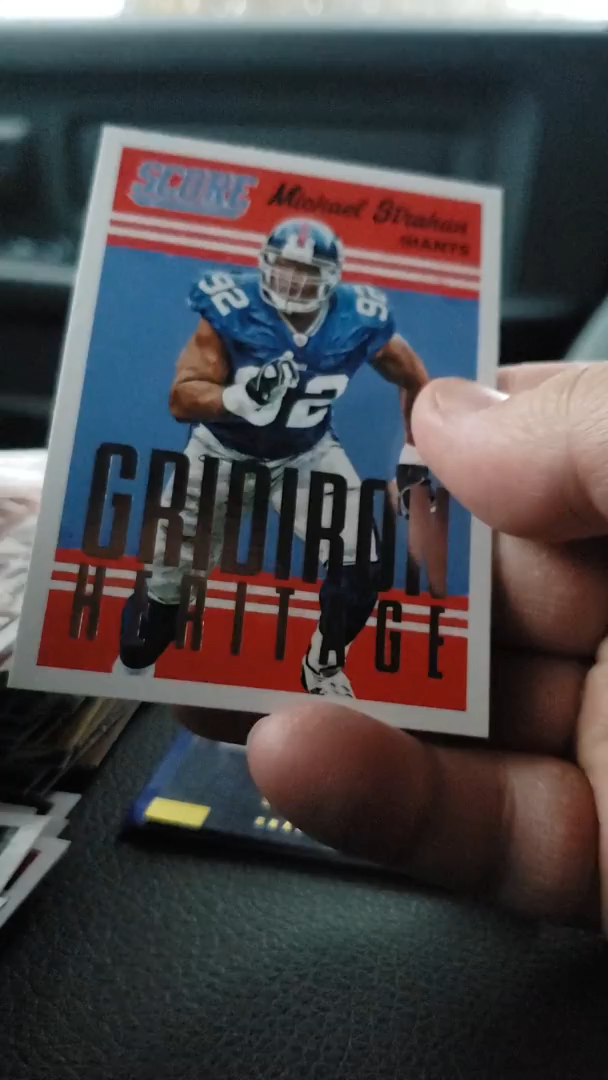 SCORE
Michael Strahan
GIANTS
92
92
92
GRIDIRON
HERITAGE